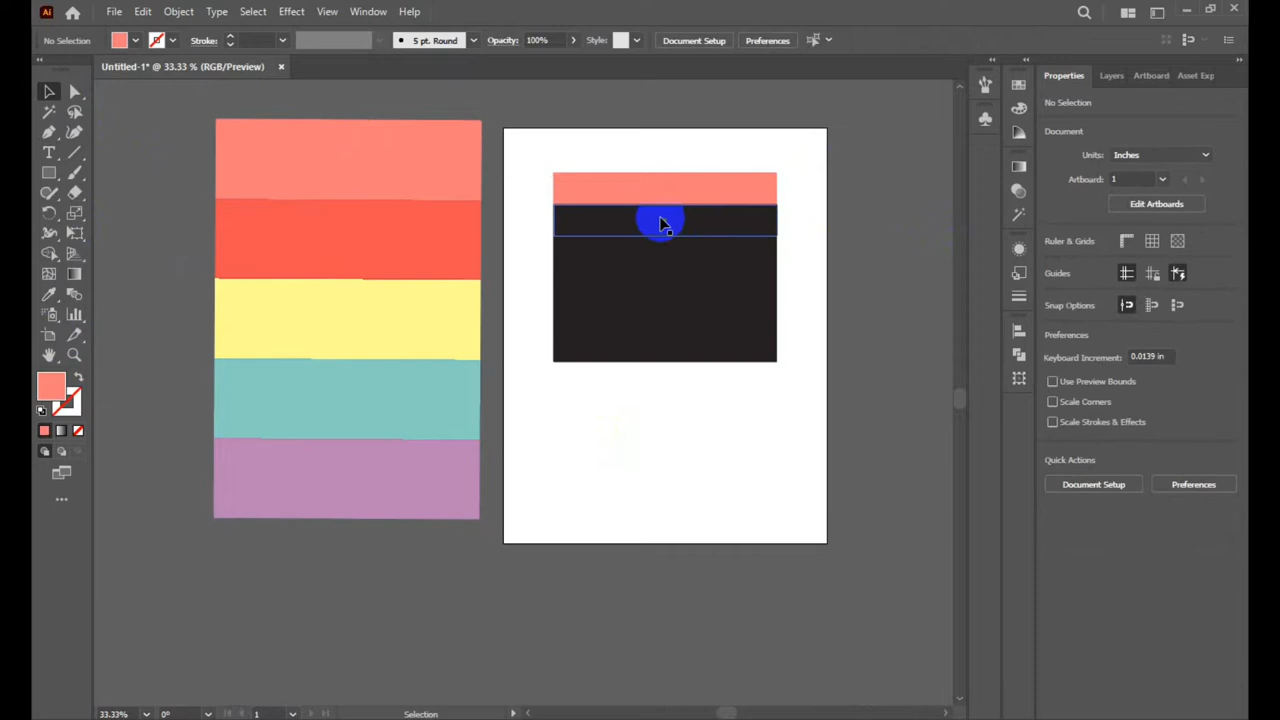 Ai File Edit Object Type Select Effect View Window Help
No Selection Stroke: 5 pt. Round Opacity: 100% Style: Document Setup Preferences
Untitled-1* @ 33.33 % (RGB/Preview) ×
Properties Layers Artboard Asset Exp
No Selection
Document
Units: Inches
Artboard: 1
Edit Artboards
Ruler & Grids
Guides
Snap Options
Preferences
Keyboard Increment: 0.0139 in
Use Preview Bounds
Scale Corners
Scale Strokes & Effects
Quick Actions
Document Setup Preferences
33.33% 0° 1 Selection